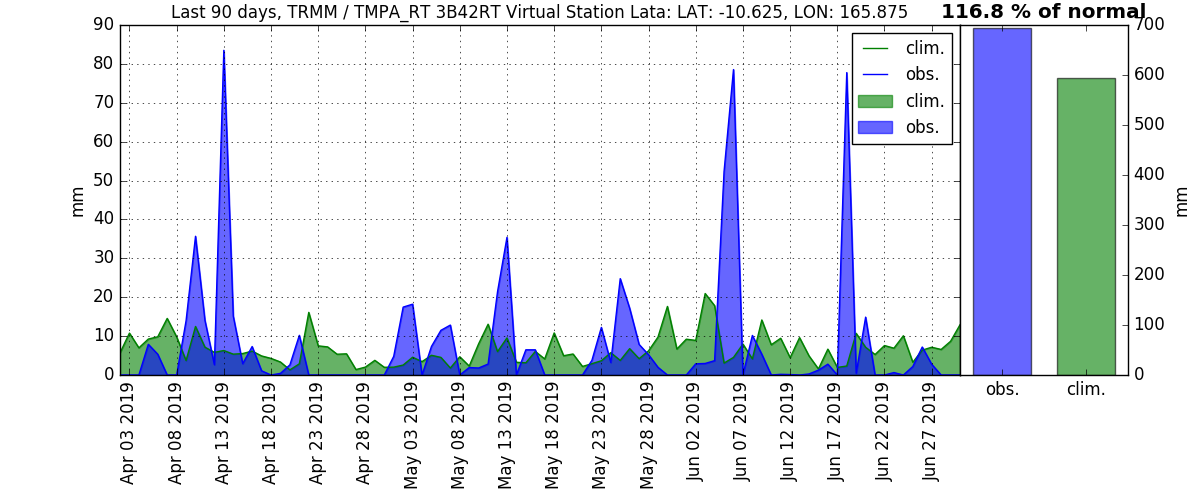 Last 90 days, TRMM / TMPA_RT 3B42RT Virtual Station Lata: LAT: -10.625, LON: 165.875
116.8 % of normal
90
80
70
60
50
40
30
20
10
0
mm
clim.
obs.
clim.
obs.
Apr 03 2019
Apr 08 2019
Apr 13 2019
Apr 18 2019
Apr 23 2019
Apr 28 2019
May 03 2019
May 08 2019
May 13 2019
May 18 2019
May 23 2019
May 28 2019
Jun 02 2019
Jun 07 2019
Jun 12 2019
Jun 17 2019
Jun 22 2019
Jun 27 2019
700
600
500
400
300
200
100
0
mm
obs.
clim.